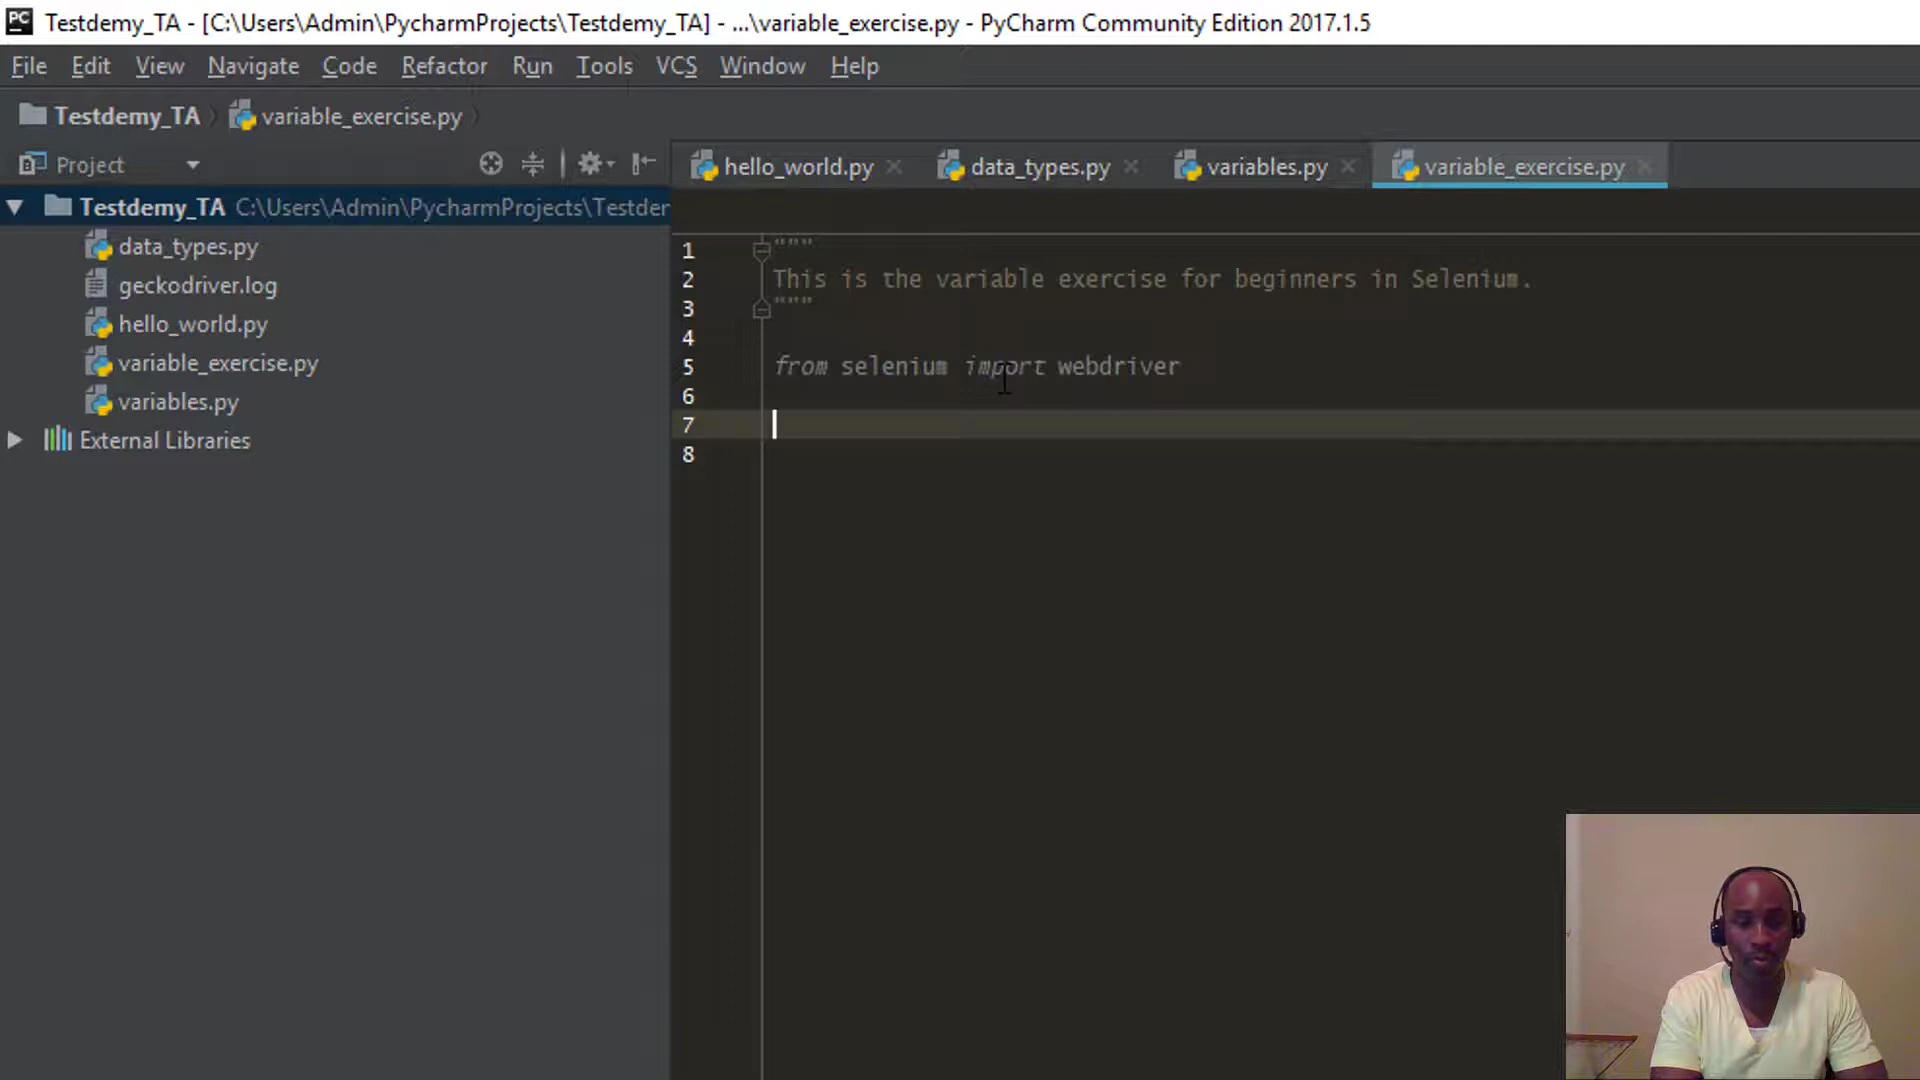 PC Testdemy_TA - [C:\Users\Admin\PycharmProjects\Testdemy_TA] - ...\variable_exercise.py - PyCharm Community Edition 2017.1.5
File Edit View Navigate Code Refactor Run Tools VCS Window Help
Testdemy_TA variable_exercise.py
Project
hello_world.py data_types.py variables.py variable_exercise.py
Testdemy_TA C:\Users\Admin\PycharmProjects\Testder
data_types.py
geckodriver.log
hello_world.py
variable_exercise.py
variables.py
External Libraries
1 """
2 This is the variable exercise for beginners in Selenium.
3 """
4
5 from selenium import webdriver
6
7
8